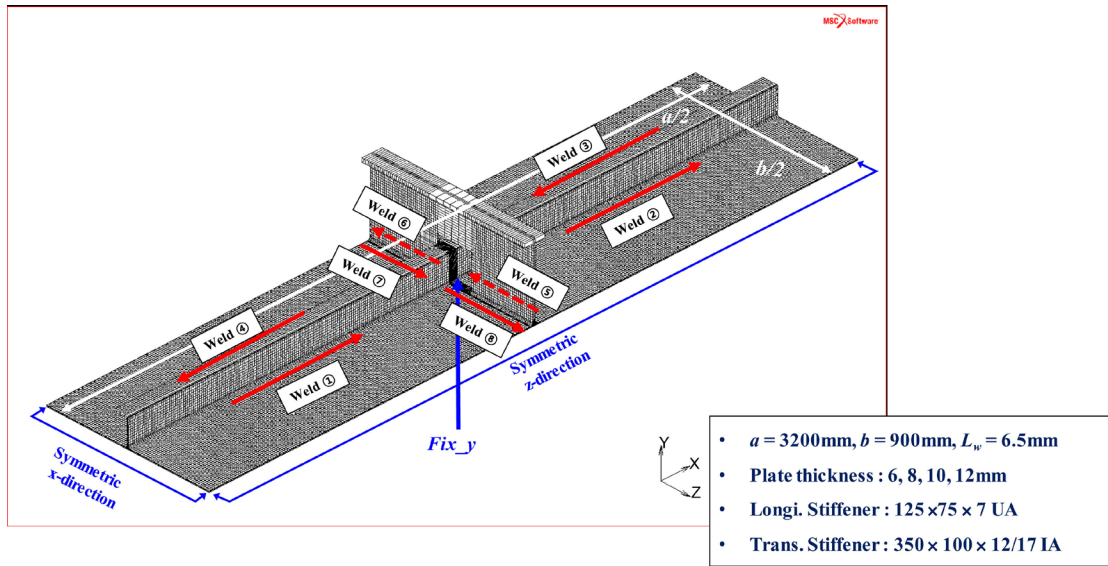 MSC Software
a/2
Weld ③
b/2
Weld ②
Weld ⑥
Weld ⑦
Weld ⑤
Weld ④
Weld ⑧
Weld ①
Symmetric
z-direction
Fix_y
Symmetric
x-direction
Y
X
Z
• a = 3200mm, b = 900mm, Lw = 6.5mm
• Plate thickness : 6, 8, 10, 12mm
• Longi. Stiffener : 125×75 × 7 UA
• Trans. Stiffener : 350 × 100 × 12/17 IA